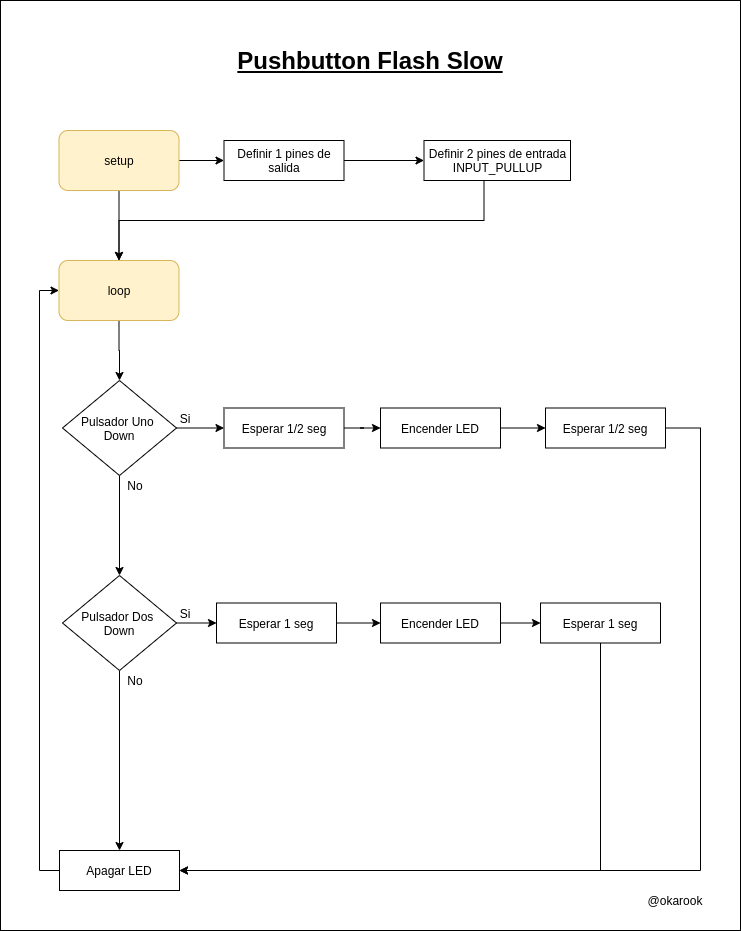 Pushbutton Flash Slow
setup
Definir 1 pines de
salida
Definir 2 pines de entrada
INPUT_PULLUP
loop
Pulsador Uno
Down
Si
Esperar 1/2 seg
Encender LED
Esperar 1/2 seg
No
Pulsador Dos
Down
Si
Esperar 1 seg
Encender LED
Esperar 1 seg
No
Apagar LED
@okarook